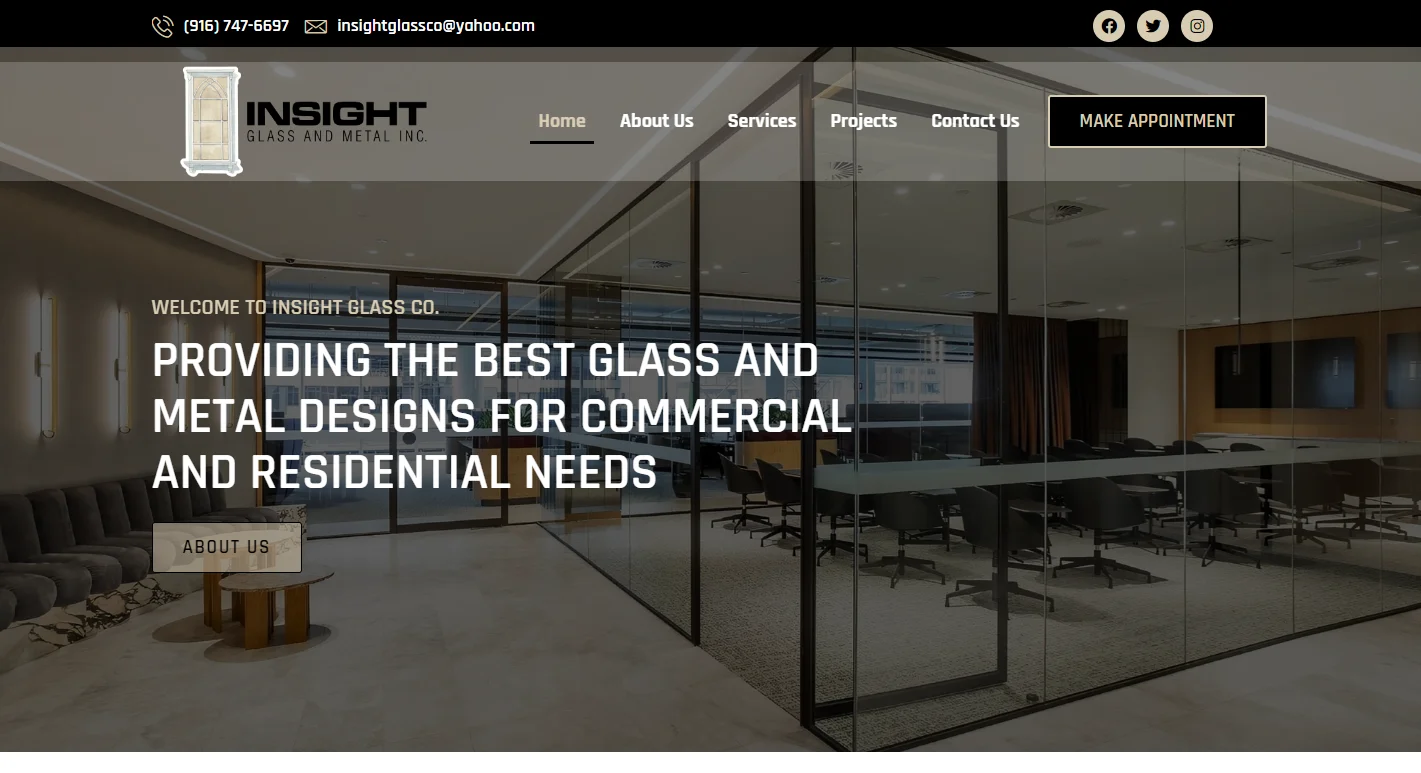 (916) 747-6697
insightglassco@yahoo.com
INSIGHT
GLASS AND METAL INC.
Home
About Us
Services
Projects
Contact Us
MAKE APPOINTMENT
WELCOME TO INSIGHT GLASS CO.
PROVIDING THE BEST GLASS AND
METAL DESIGNS FOR COMMERCIAL
AND RESIDENTIAL NEEDS
ABOUT US